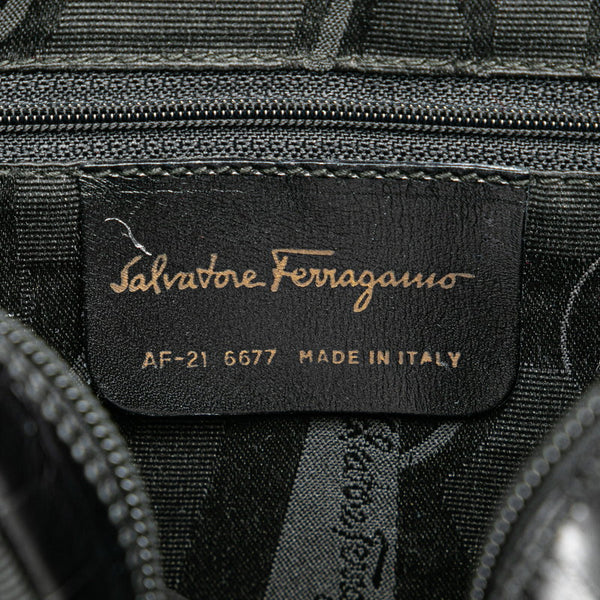 Salvatore Ferragamo
AF-21 6677 MADE IN ITALY